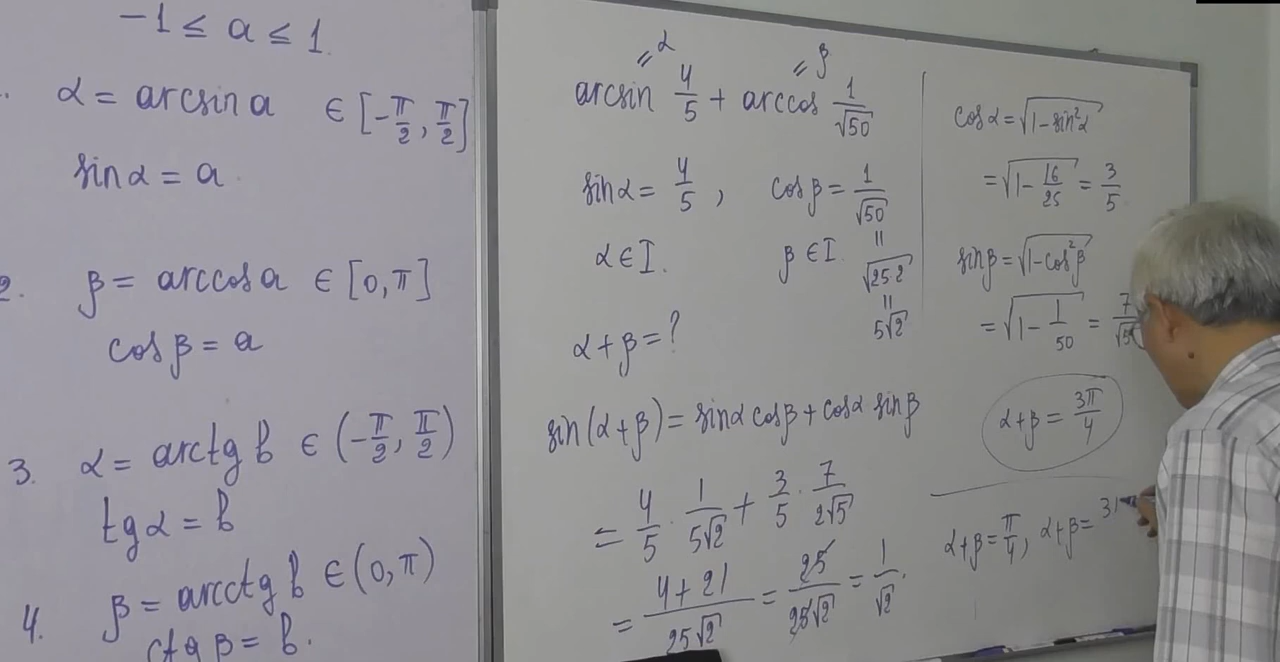 -1 ≤ a ≤ 1.
α = arcsin a ∈ [-π/2, π/2]
sin α = a
2. β = arccos a ∈ [0, π]
cos β = a
3. α = arctg b ∈ (-π/2, π/2)
tg α = b
4. β = arcctg b ∈ (0, π)
ctg β = b.
= α = β
arcsin 4/5 + arccos 1/√50
sin α = 4/5 , cos β = 1/√50
α ∈ I. β ∈ I.
=
√25·2
=
5√2
α + β = ?
sin(α+β) = sin α cos β + cos α sin β
= 4/5 · 1/5√2 + 3/5 · 7/2√5
= 4+21/25√2 = 25/25√2 = 1/√2.
cos α = √1-sin²α
= √1 - 16/25 = 3/5
sin β = √1-cos²β
= √1 - 1/50 = 7/
α+β = 3π/4
α+β = π/4, α+β = 3